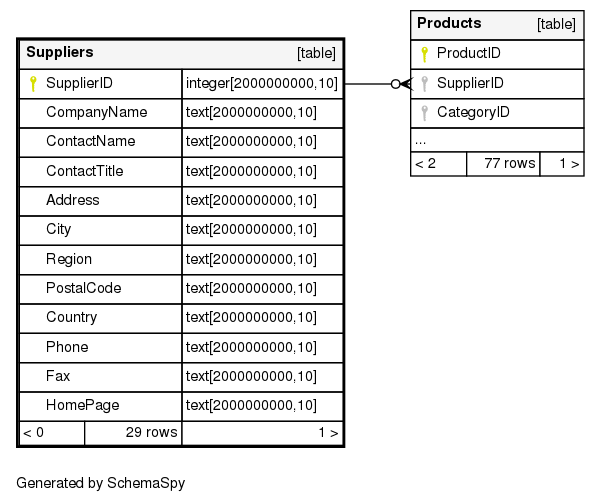 Suppliers [table]
SupplierID integer[2000000000,10]
CompanyName text[2000000000,10]
ContactName text[2000000000,10]
ContactTitle text[2000000000,10]
Address text[2000000000,10]
City text[2000000000,10]
Region text[2000000000,10]
PostalCode text[2000000000,10]
Country text[2000000000,10]
Phone text[2000000000,10]
Fax text[2000000000,10]
HomePage text[2000000000,10]
< 0 29 rows 1 >
Products [table]
ProductID
SupplierID
CategoryID
...
< 2 77 rows 1 >
Generated by SchemaSpy